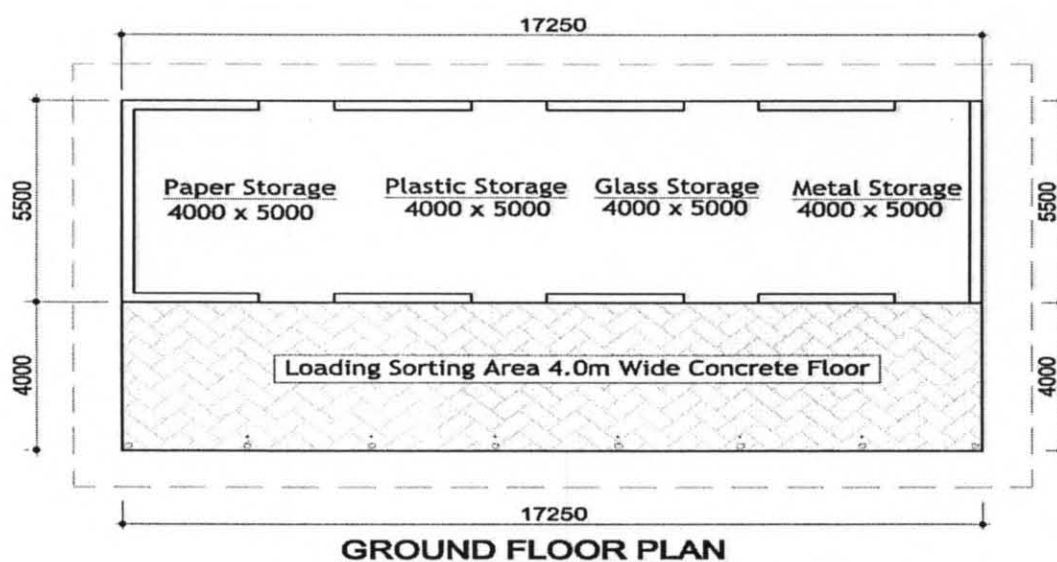 17250
5500
5500
Paper Storage
4000 x 5000
Plastic Storage
4000 x 5000
Glass Storage
4000 x 5000
Metal Storage
4000 x 5000
4000
4000
Loading Sorting Area 4.0m Wide Concrete Floor
17250
GROUND FLOOR PLAN